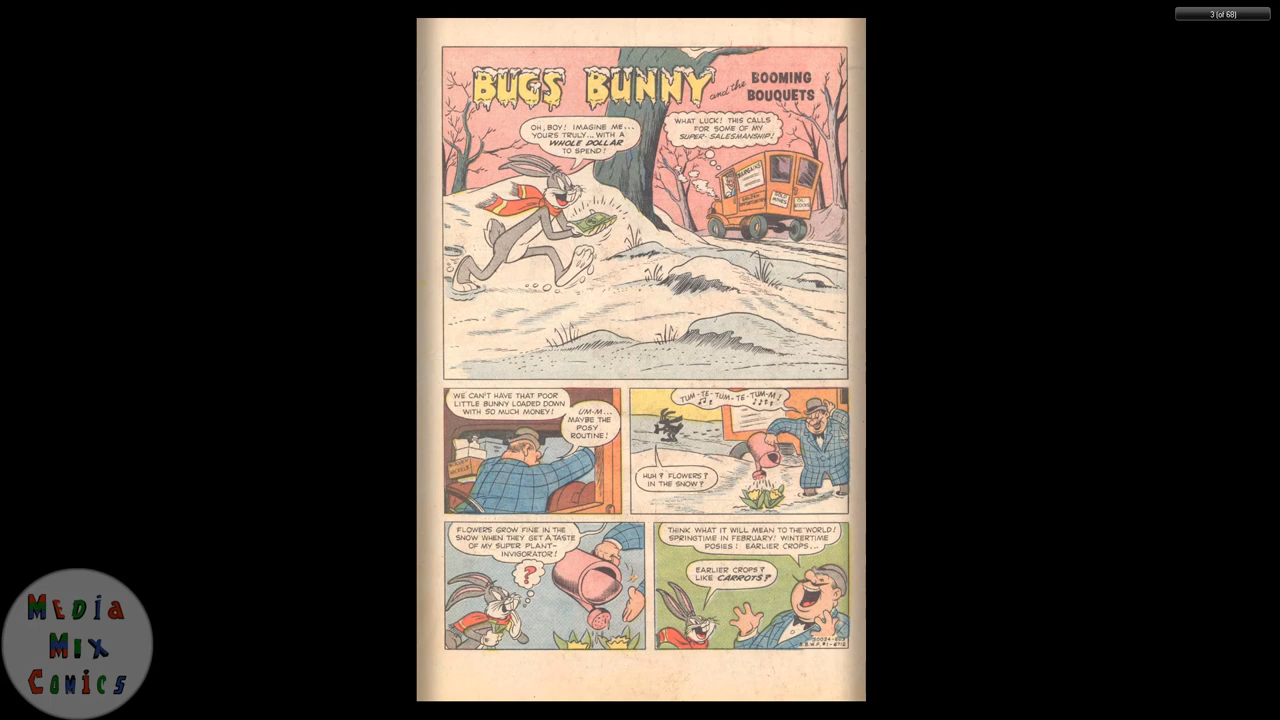 3 (of 68)
BUGS BUNNY and the BOOMING
BOUQUETS
OH, BOY! IMAGINE ME...
YOURS TRULY... WITH A
WHOLE DOLLAR
TO SPEND!
WHAT LUCK! THIS CALLS
FOR SOME OF MY
SUPER-SALESMANSHIP!
BARGAINS
WE CAN'T HAVE THAT POOR
LITTLE BUNNY LOADED DOWN
WITH SO MUCH MONEY!
UM-M...
MAYBE THE
POSY
ROUTINE!
TUM-TE-TUM-TE-TUM-M!
HUH? FLOWERS?
IN THE SNOW?
FLOWERS GROW FINE IN THE
SNOW WHEN THEY GET A TASTE
OF MY SUPER PLANT-
INVIGORATOR!
?
THINK WHAT IT WILL MEAN TO THE WORLD!
SPRINGTIME IN FEBRUARY! WINTERTIME
POSIES! EARLIER CROPS...
EARLIER CROPS?
LIKE CARROTS?
MEDIA
MIX
COMICS